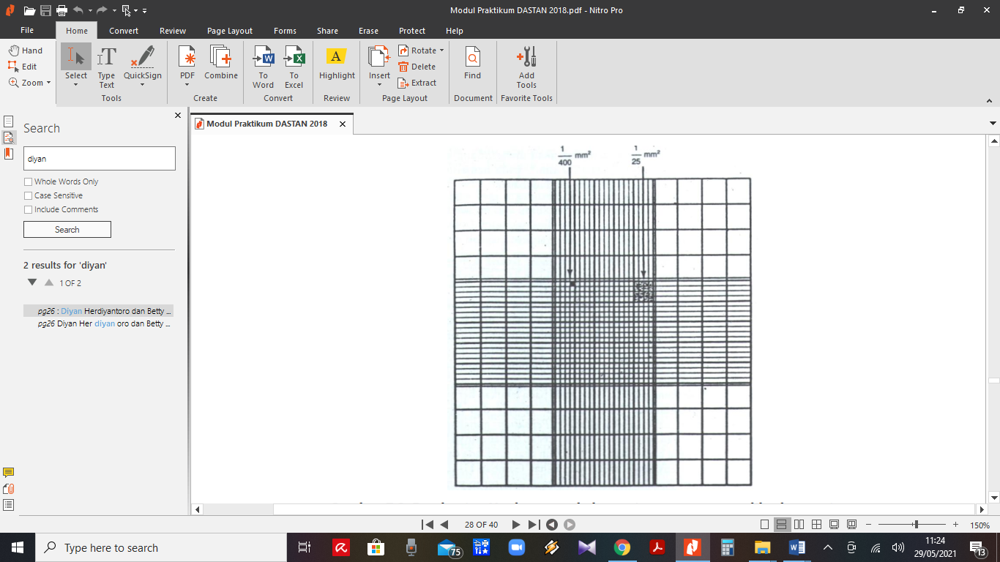 Modul Praktikum DASTAN 2018.pdf - Nitro Pro
File Home Convert Review Page Layout Forms Share Erase Protect Help
Hand
Edit
Zoom
Select
Type Text
QuickSign
Tools
PDF
Combine
Create
To Word
To Excel
Convert
Highlight
Review
Insert
Rotate
Delete
Extract
Page Layout
Find
Document
Add Tools
Favorite Tools
Search
diyan
Whole Words Only
Case Sensitive
Include Comments
Search
2 results for 'diyan'
1 OF 2
pg26 : Diyan Herdiyantoro dan Betty ...
pg26 Diyan Her diyan oro dan Betty ...
Modul Praktikum DASTAN 2018
1/400 mm²
1/25 mm²
28 OF 40
150%
Type here to search
75
11:24
29/05/2021
13